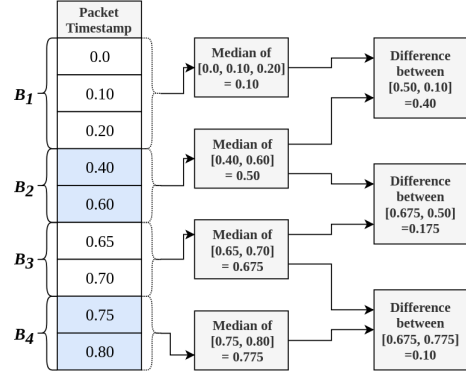 Packet
Timestamp
B1
0.0
0.10
0.20
B2
0.40
0.60
B3
0.65
0.70
B4
0.75
0.80
Median of
[0.0, 0.10, 0.20]
= 0.10
Median of
[0.40, 0.60]
= 0.50
Median of
[0.65, 0.70]
= 0.675
Median of
[0.75, 0.80]
= 0.775
Difference
between
[0.50, 0.10]
=0.40
Difference
between
[0.675, 0.50]
=0.175
Difference
between
[0.675, 0.775]
=0.10